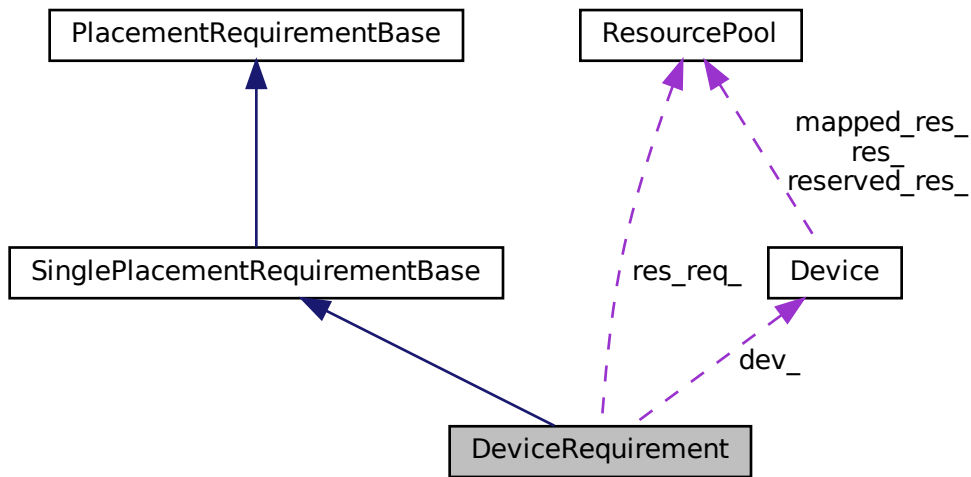 PlacementRequirementBase
ResourcePool
mapped_res_
res_
reserved_res_
SinglePlacementRequirementBase
res_req_
Device
dev_
DeviceRequirement